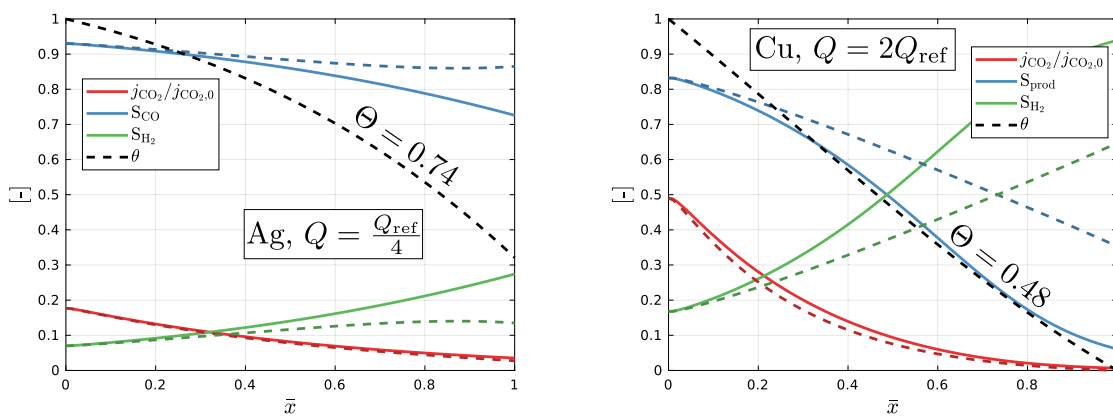 1
0.9
0.8
0.7
0.6
0.5
0.4
0.3
0.2
0.1
0
[-]
j_CO₂/j_CO₂,0
S_CO
S_H₂
θ
Θ = 0.74
Ag, Q = Q_ref/4
0 0.2 0.4 0.6 0.8 1
x̄
1
0.9
0.8
0.7
0.6
0.5
0.4
0.3
0.2
0.1
0
[-]
Cu, Q = 2Q_ref
j_CO₂/j_CO₂,0
S_prod
S_H₂
θ
Θ = 0.48
0 0.2 0.4 0.6 0.8 1
x̄